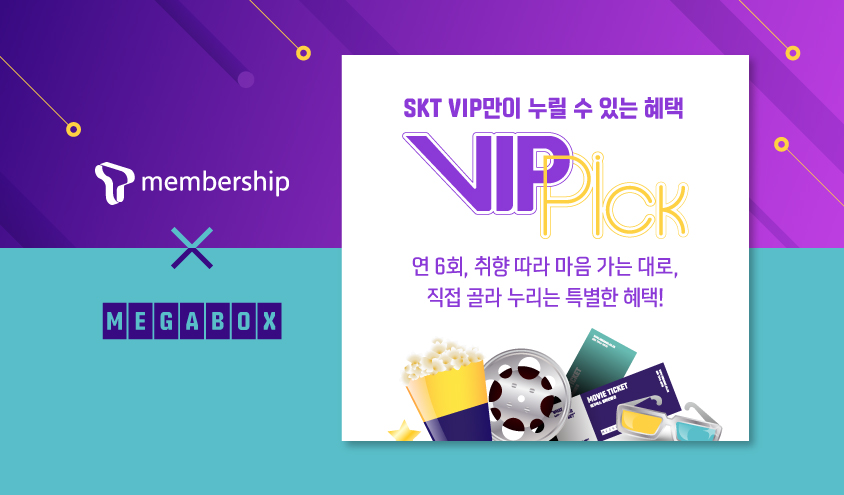 membership
MEGABOX
SKT VIP만이 누릴 수 있는 혜택
VIP Pick
연 6회, 취향 따라 마음 가는 대로,
직접 골라 누리는 특별한 혜택!
MOVIE TICKET